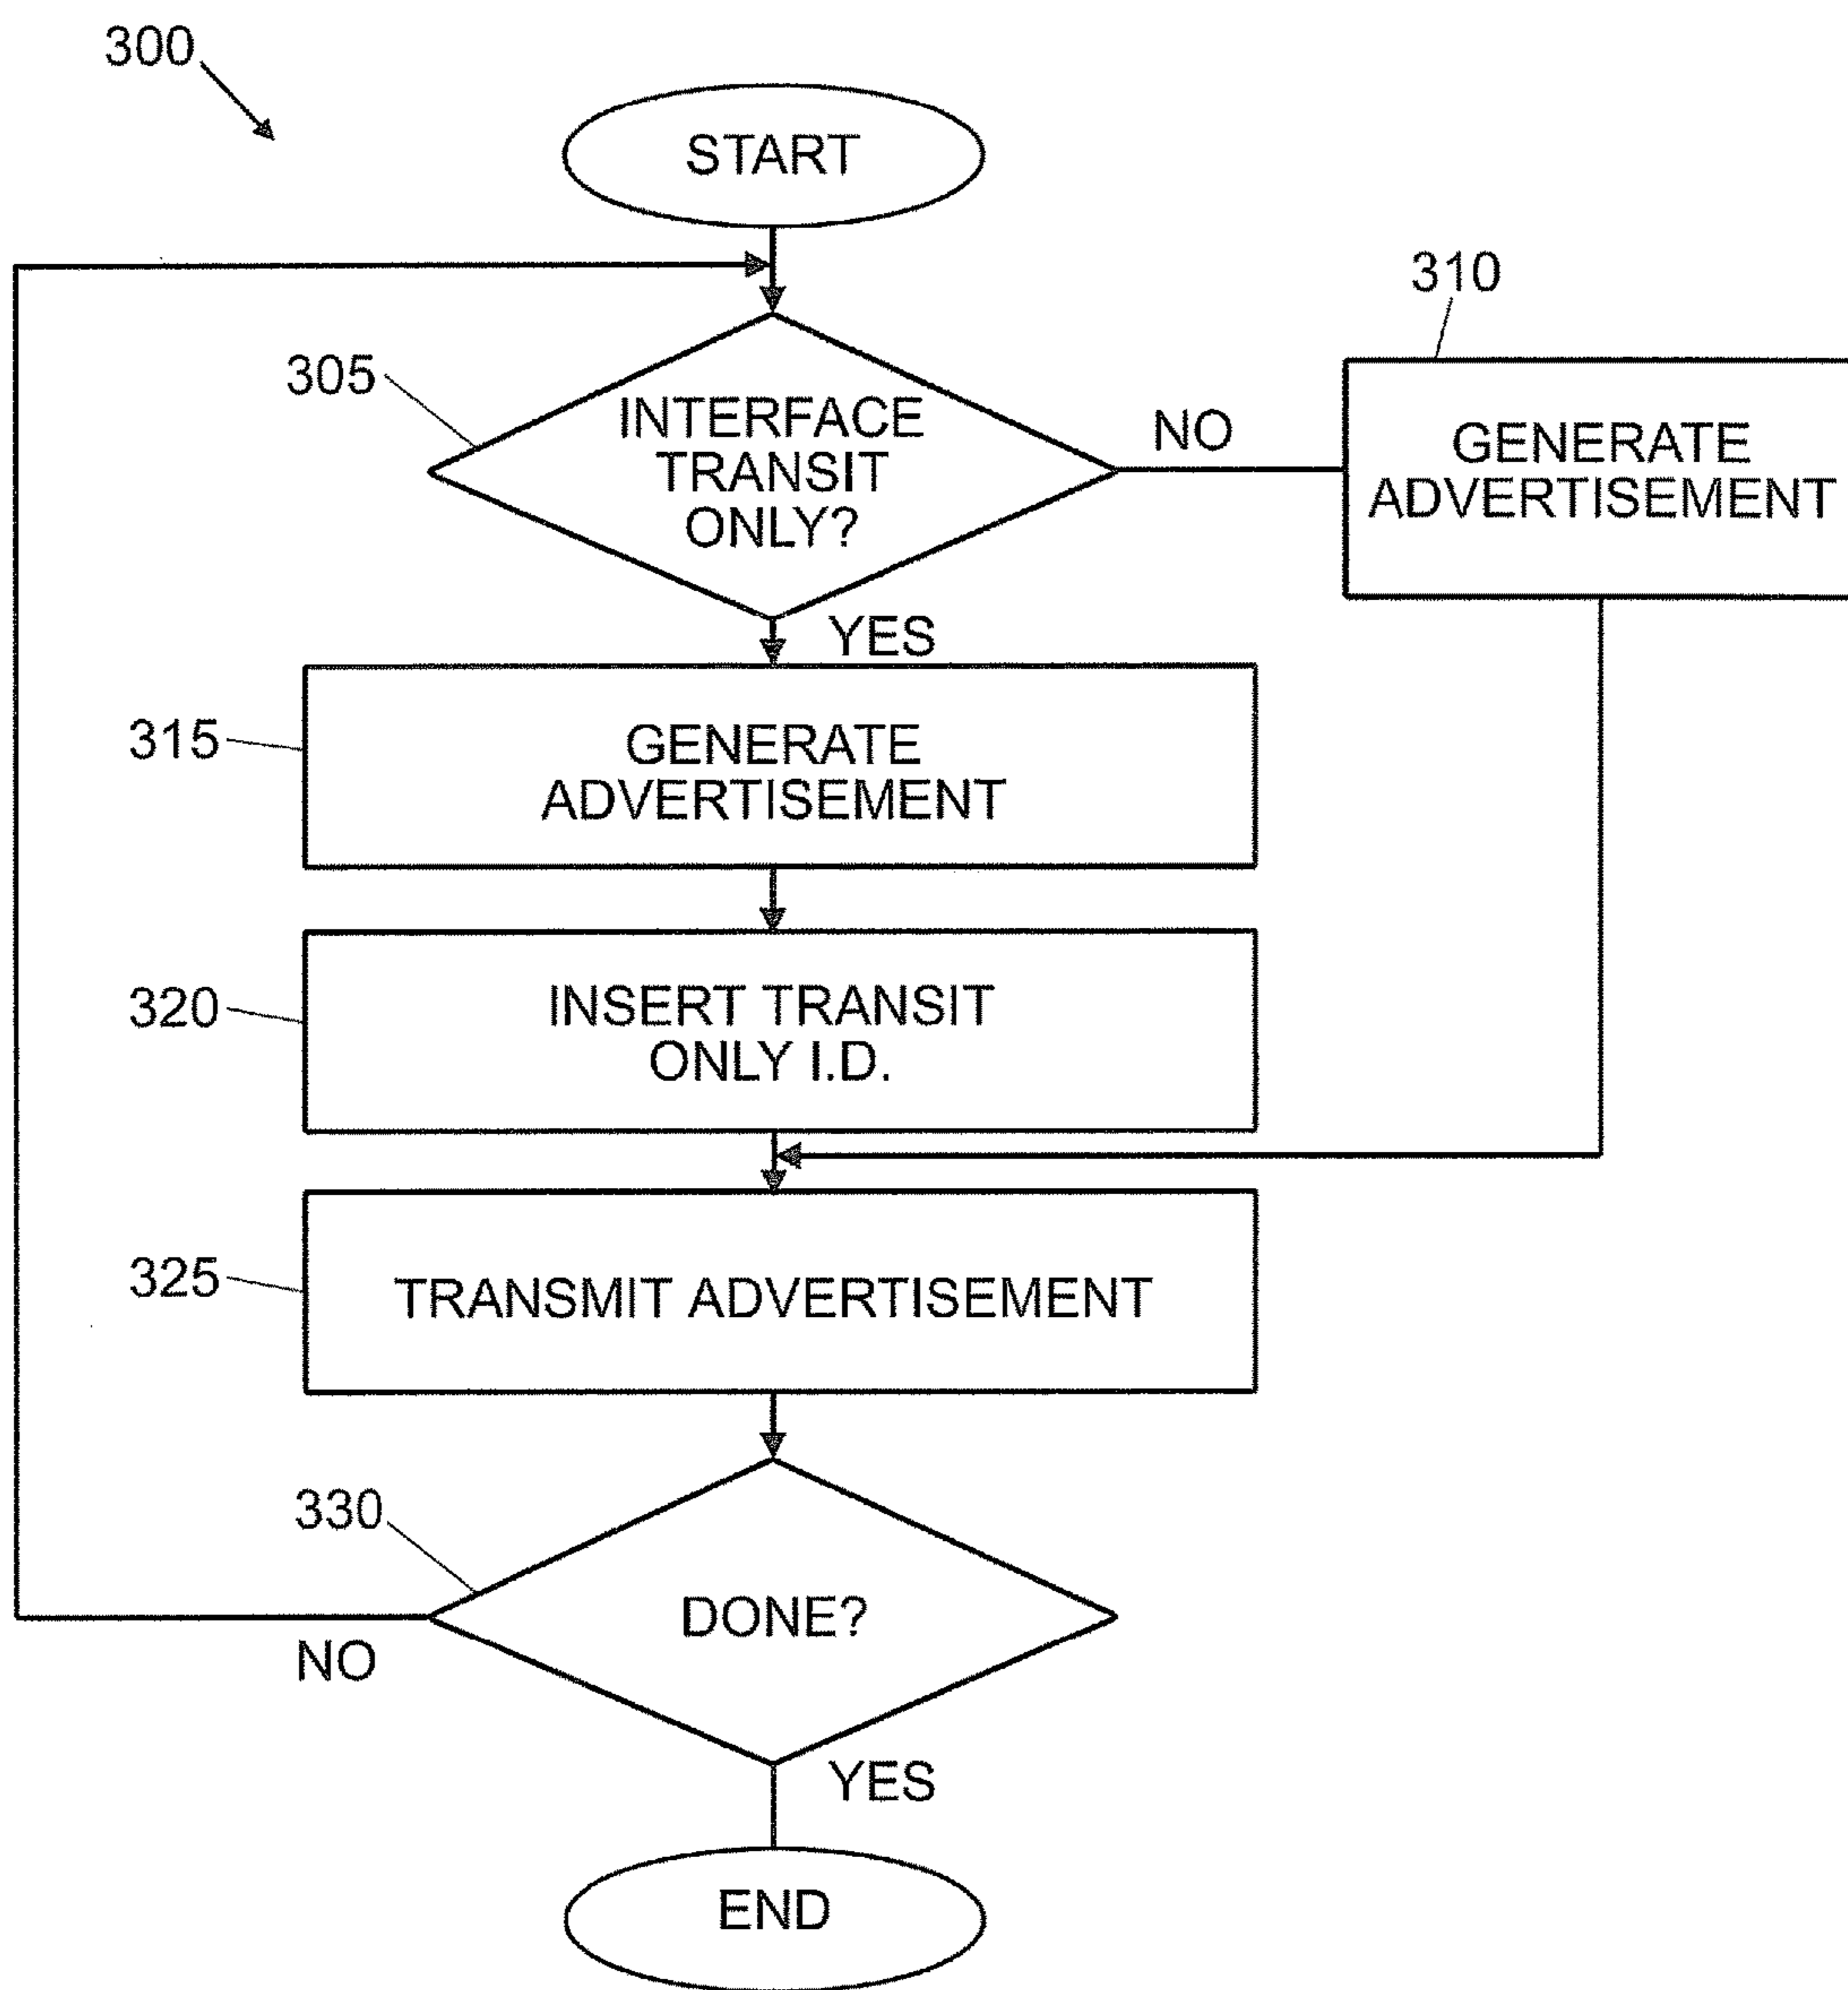 300
START
310
305
INTERFACE
TRANSIT
ONLY?
NO
GENERATE
ADVERTISEMENT
YES
315
GENERATE
ADVERTISEMENT
320
INSERT TRANSIT
ONLY I.D.
325
TRANSMIT ADVERTISEMENT
330
DONE?
NO
YES
END